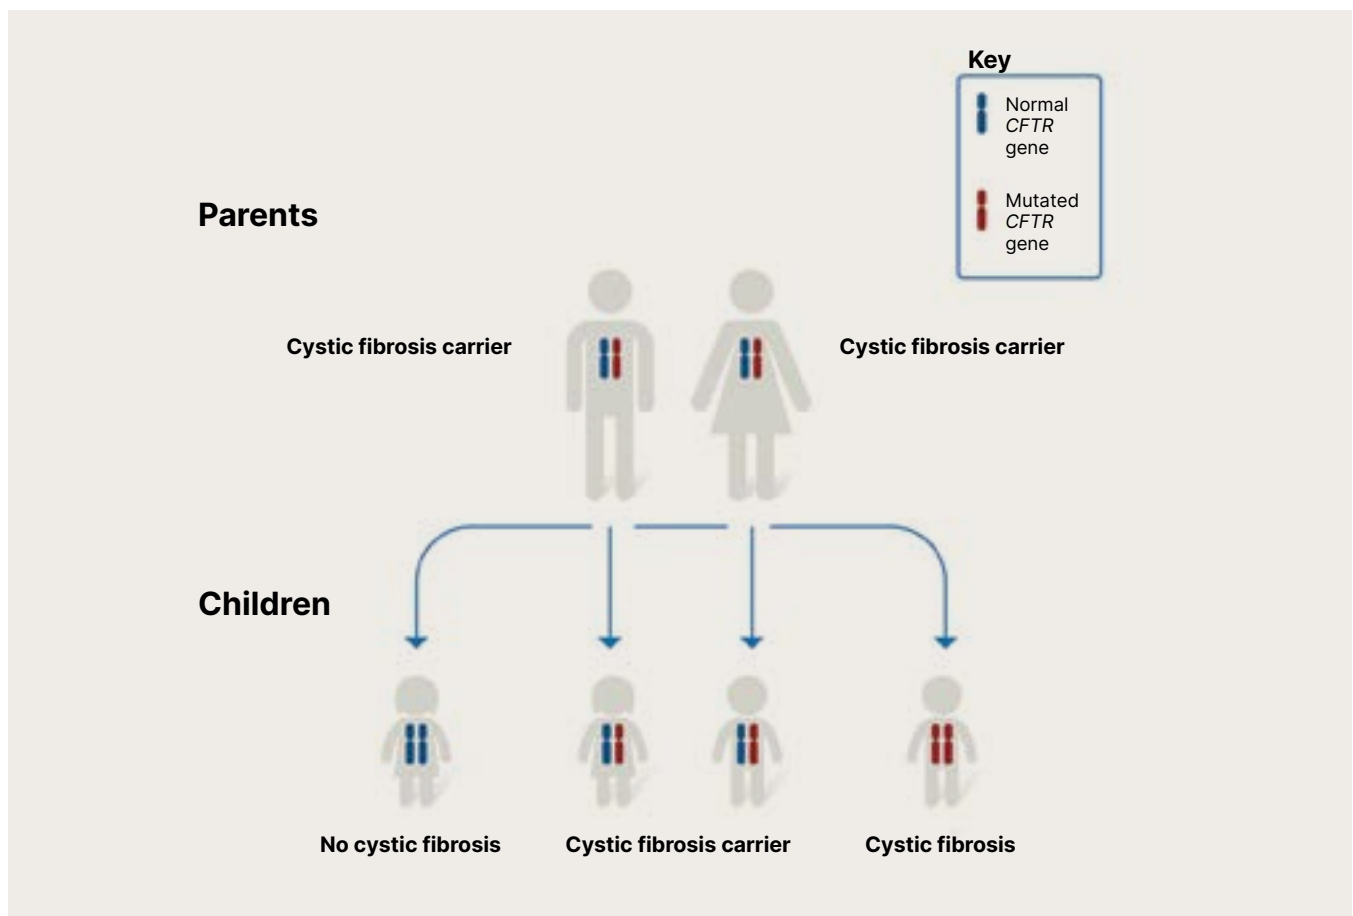 Key
Normal
CFTR
gene
Mutated
CFTR
gene
Parents
Cystic fibrosis carrier
Cystic fibrosis carrier
Children
No cystic fibrosis
Cystic fibrosis carrier
Cystic fibrosis